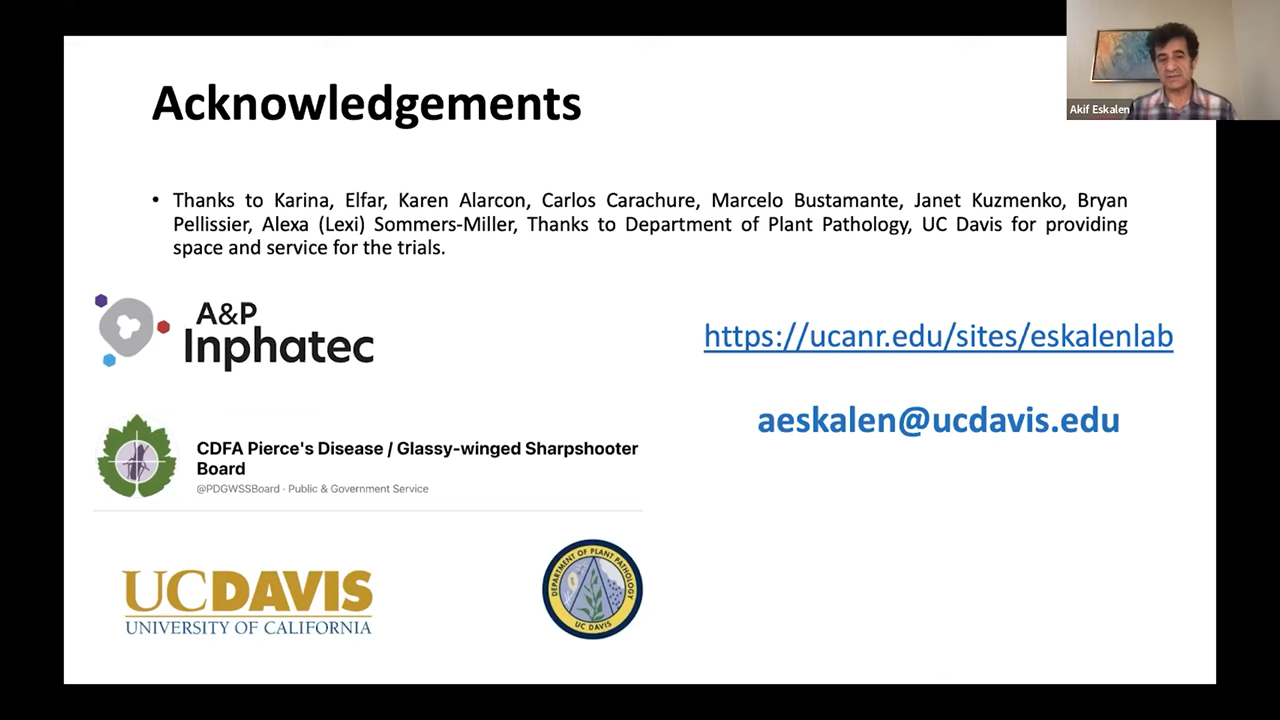 Acknowledgements
Akif Eskalen
• Thanks to Karina, Elfar, Karen Alarcon, Carlos Carachure, Marcelo Bustamante, Janet Kuzmenko, Bryan
Pellissier, Alexa (Lexi) Sommers-Miller, Thanks to Department of Plant Pathology, UC Davis for providing
space and service for the trials.
A&P
Inphatec
https://ucanr.edu/sites/eskalenlab
aeskalen@ucdavis.edu
CDFA Pierce's Disease / Glassy-winged Sharpshooter
Board
@PDGWSSBoard · Public & Government Service
UCDAVIS
UNIVERSITY OF CALIFORNIA
DEPARTMENT OF PLANT PATHOLOGY
UC DAVIS